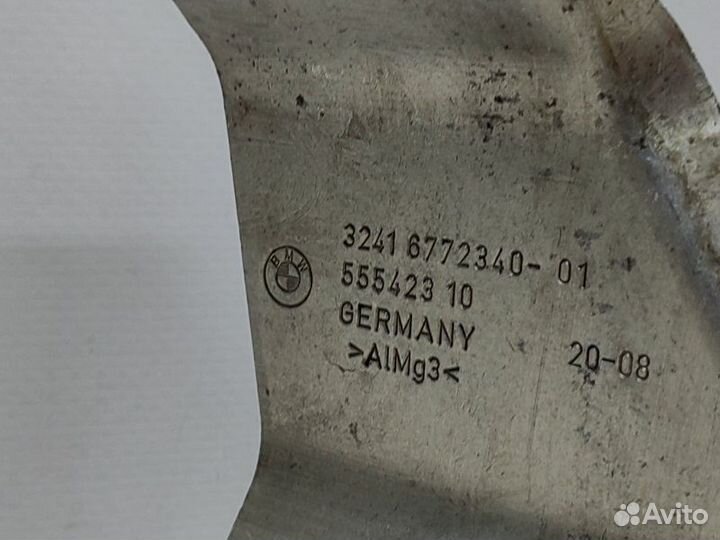 3241 6772340- 01
BMW
555423 10
GERMANY
>AlMg3<
20-08
Avito